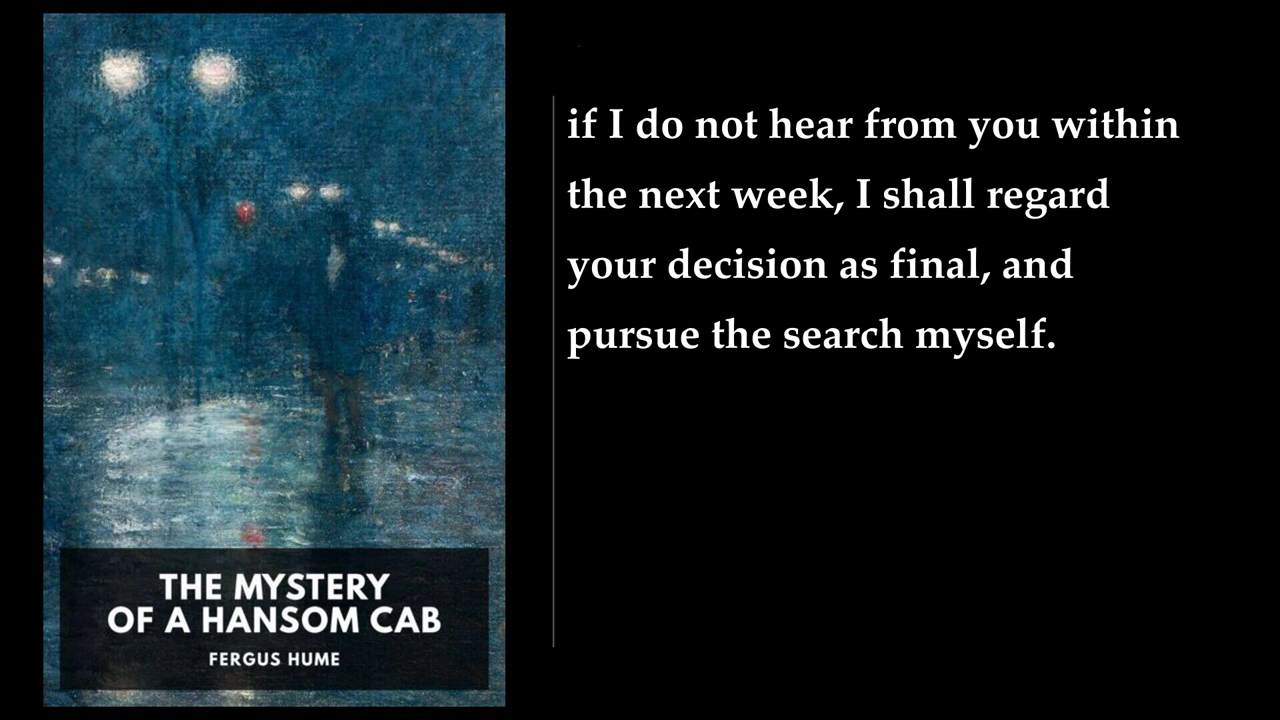 if I do not hear from you within
the next week, I shall regard
your decision as final, and
pursue the search myself.
THE MYSTERY
OF A HANSOM CAB
FERGUS HUME